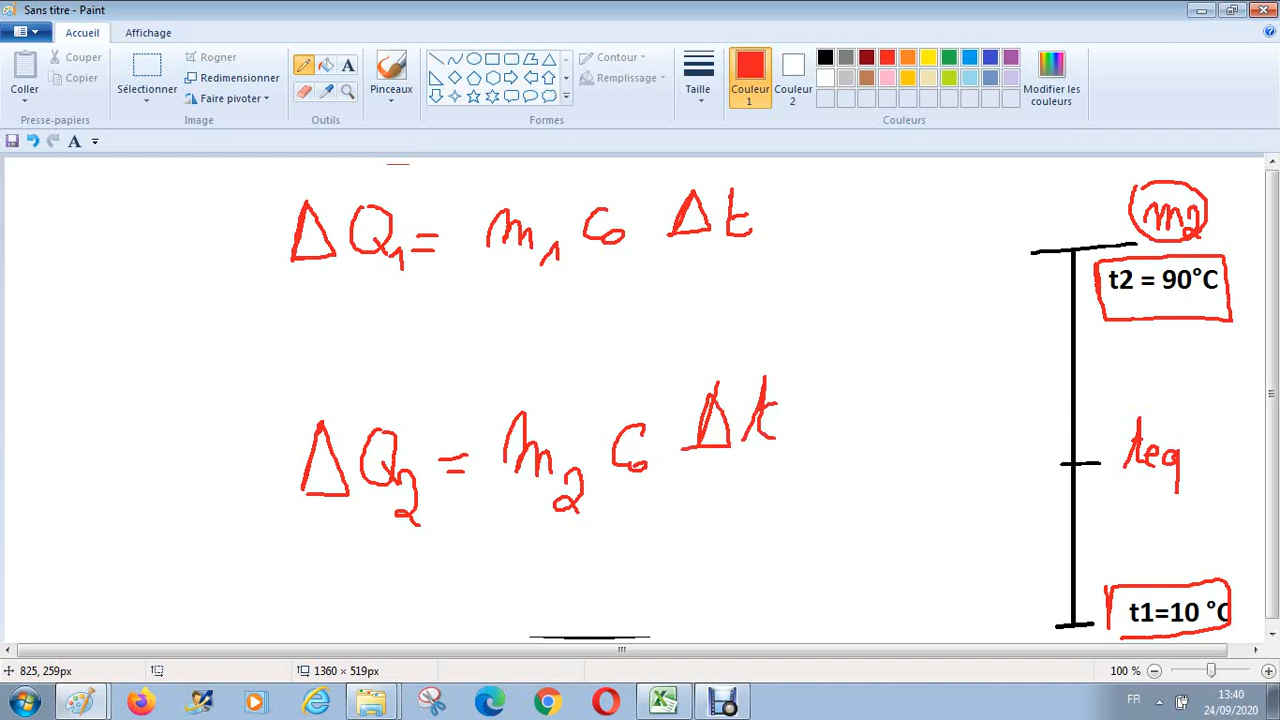 Sans titre - Paint
Accueil Affichage
Coller
Couper
Copier
Presse-papiers
Sélectionner
Rogner
Redimensionner
Faire pivoter
Image
A
Outils
Pinceaux
Formes
Contour
Remplissage
Taille
Couleur 1
Couleur 2
Modifier les couleurs
Couleurs
A
ΔQ1 = m1 c0 Δt
m2
t2 = 90°C
ΔQ2 = m2 c0 Δt
teq
t1=10 °C
825, 259px
1360 × 519px
100 %
FR
13:40
24/09/2020